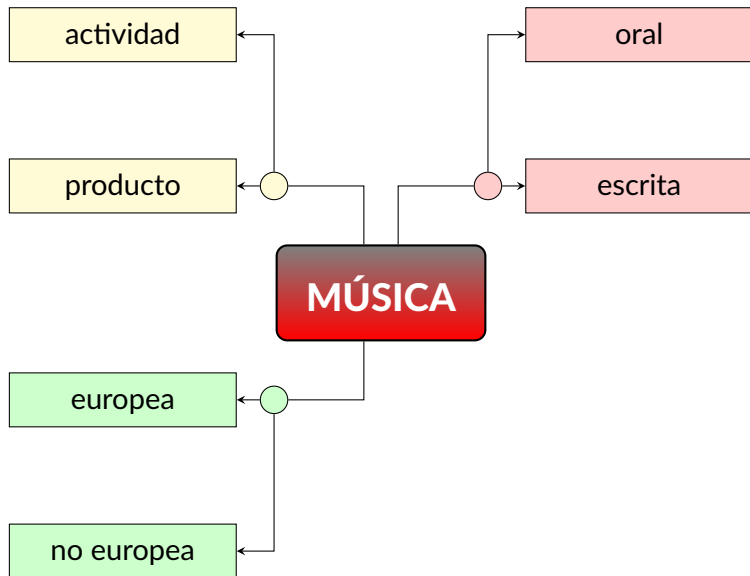 actividad
oral
producto
escrita
MÚSICA
europea
no europea